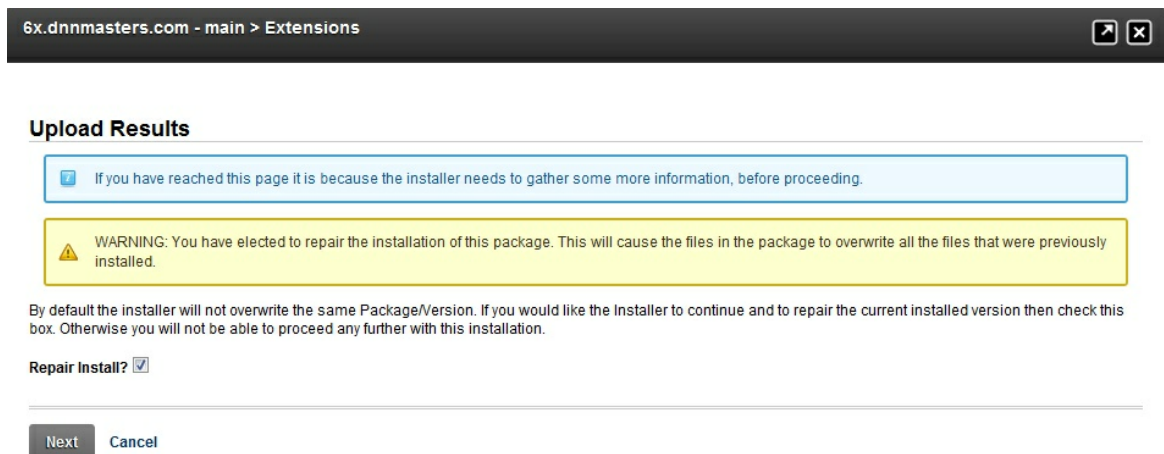 6x.dnnmasters.com - main > Extensions
Upload Results
If you have reached this page it is because the installer needs to gather some more information, before proceeding.
WARNING: You have elected to repair the installation of this package. This will cause the files in the package to overwrite all the files that were previously
installed.
By default the installer will not overwrite the same Package/Version. If you would like the Installer to continue and to repair the current installed version then check this
box. Otherwise you will not be able to proceed any further with this installation.
Repair Install?
Next Cancel